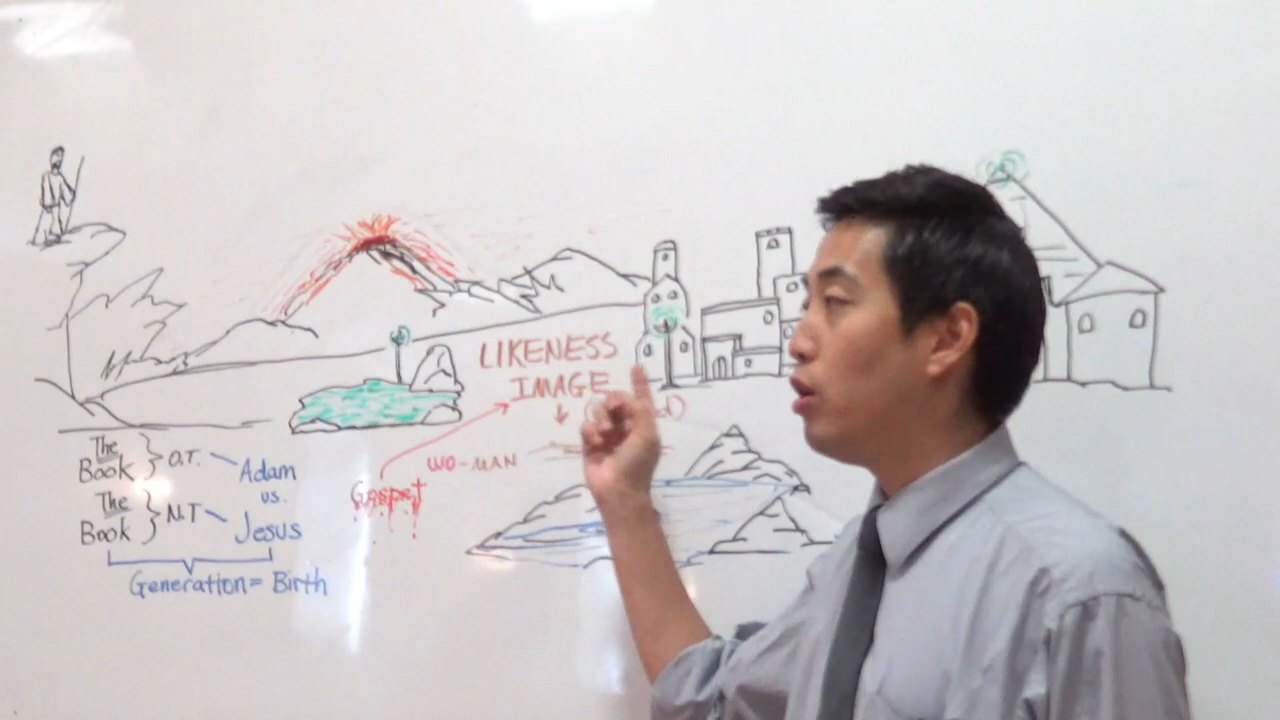 LIKENESS
IMAGE
WO-MAN
Gospel
The
Book } O.T. Adam
vs.
The
Book } N.T Jesus
Generation = Birth